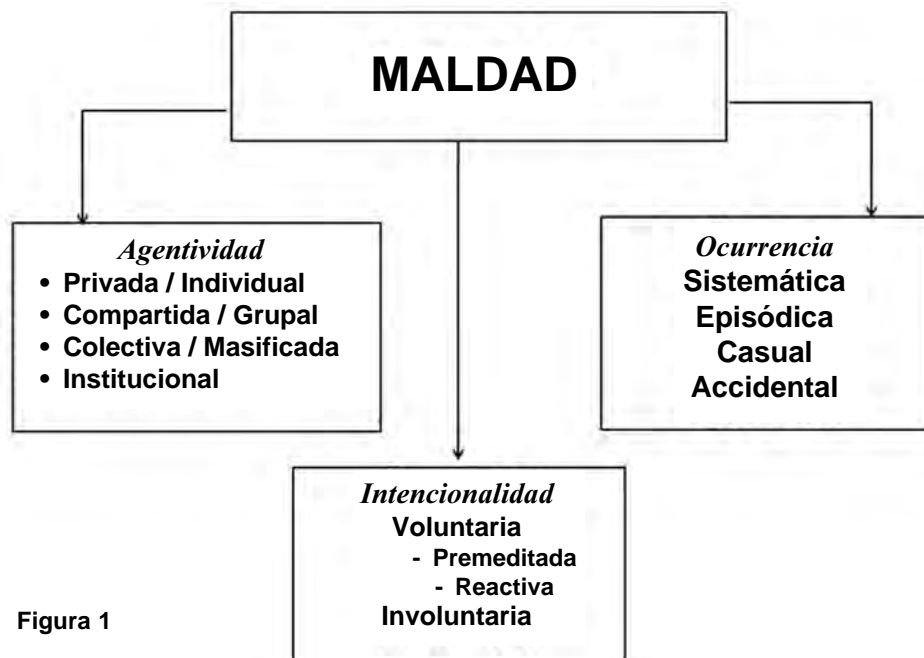 MALDAD
Agentividad
• Privada / Individual
• Compartida / Grupal
• Colectiva / Masificada
• Institucional
Ocurrencia
Sistemática
Episódica
Casual
Accidental
Intencionalidad
Voluntaria
- Premeditada
- Reactiva
Involuntaria
Figura 1